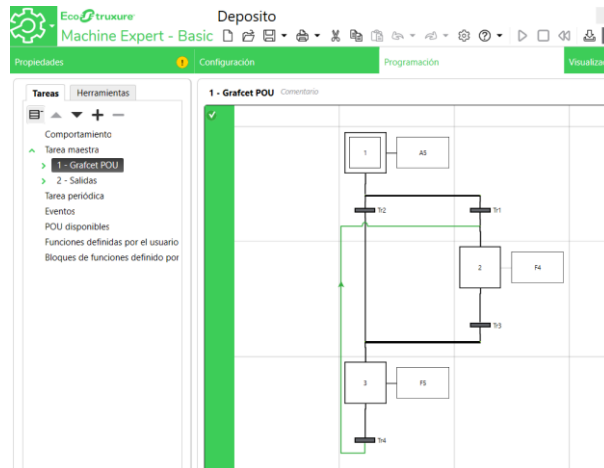 EcoStruxure Deposito
Machine Expert - Basic
Propiedades ! Configuración Programación Visualiza
Tareas Herramientas
1 - Grafcet POU Comentario
Comportamiento
Tarea maestra
1 - Grafcet POU
2 - Salidas
Tarea periódica
Eventos
POU disponibles
Funciones definidas por el usuario
Bloques de funciones definido por
1 A5
Tr2 Tr1
2 F4
Tr3
3 F5
Tr4